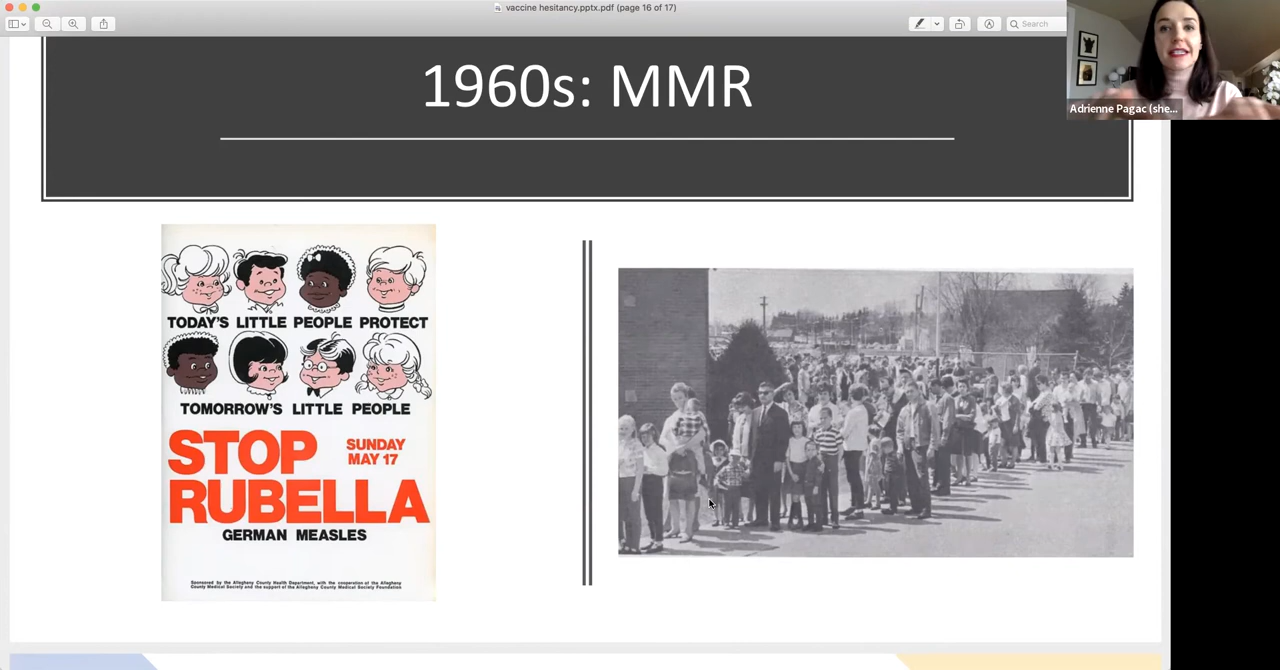 vaccine hesitancy.pptx.pdf (page 16 of 17)
Search
Adrienne Pagac (she...
1960s: MMR
TODAY'S LITTLE PEOPLE PROTECT
TOMORROW'S LITTLE PEOPLE
STOP
SUNDAY
MAY 17
RUBELLA
GERMAN MEASLES
Sponsored by the Allegheny County Health Department, with the cooperation of the Allegheny
County Medical Society and the support of the Allegheny County Medical Society Foundation